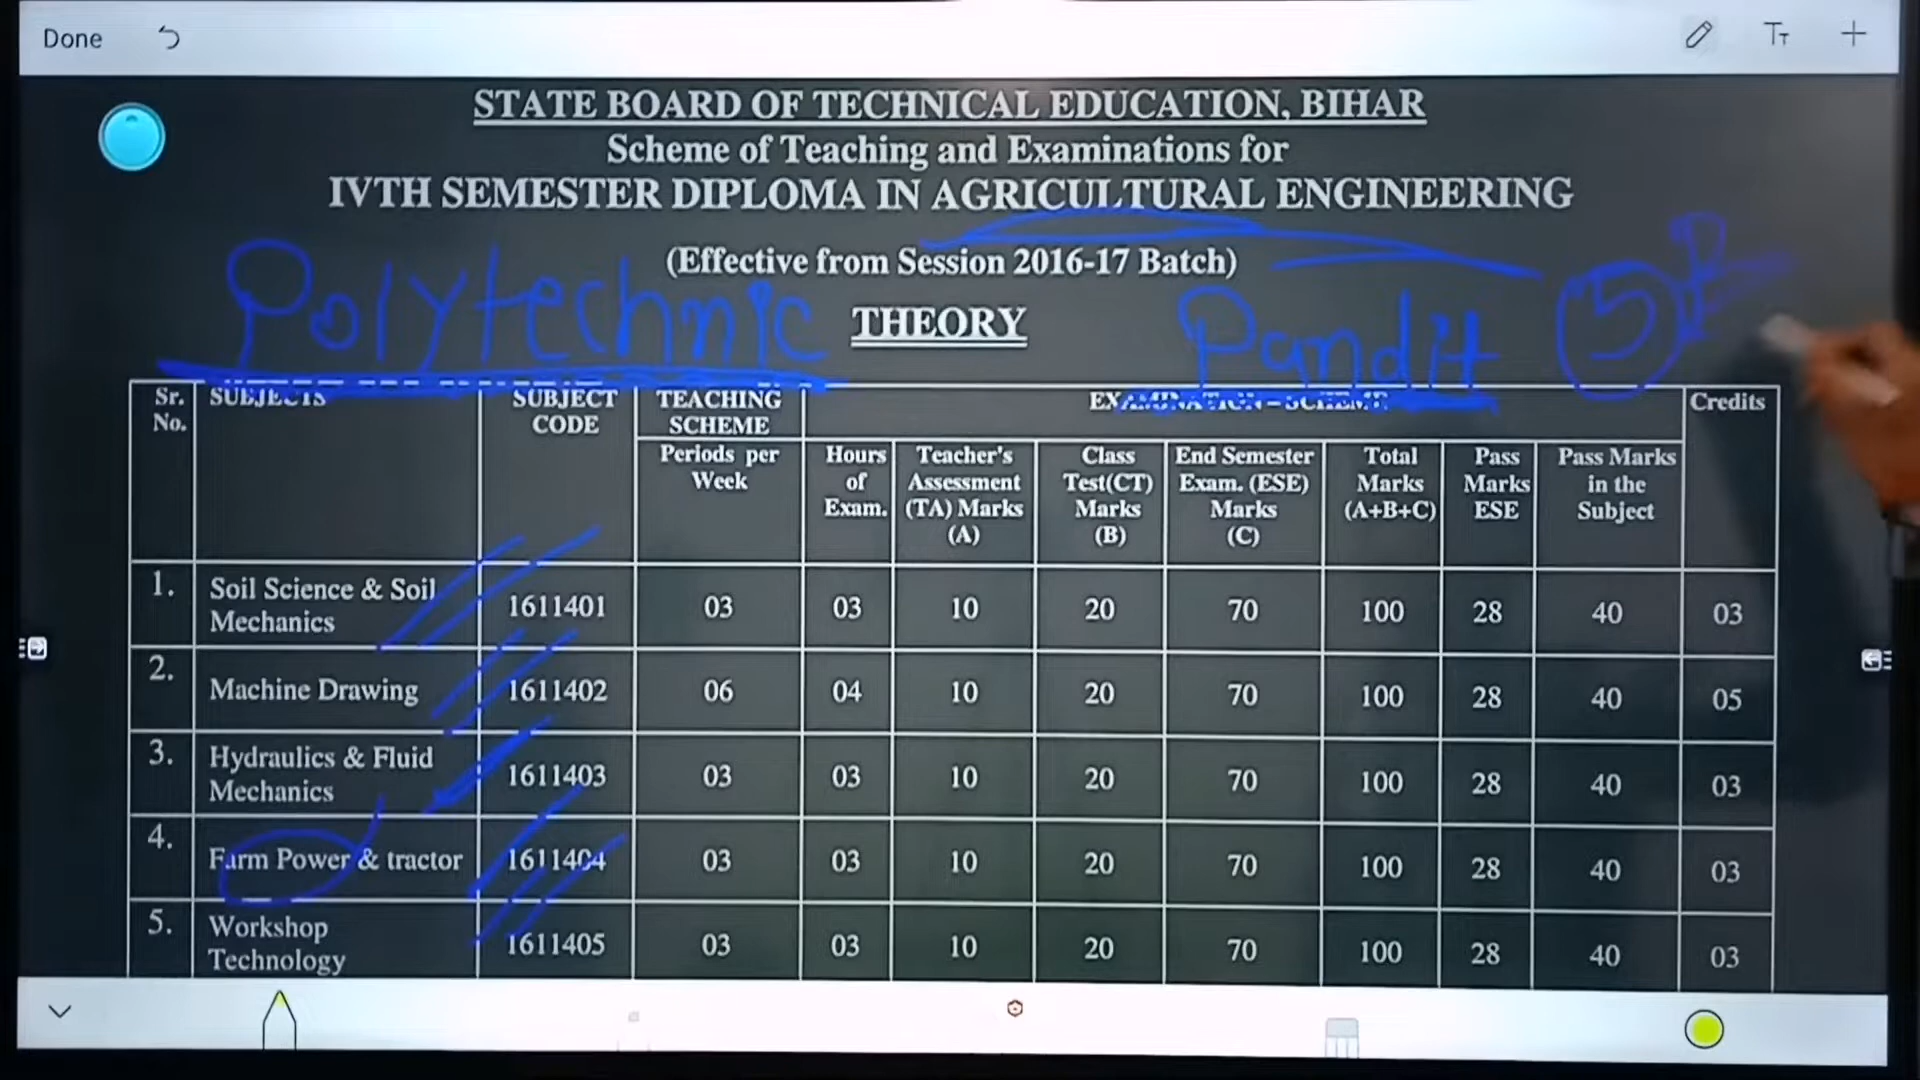 Done
STATE BOARD OF TECHNICAL EDUCATION, BIHAR
Scheme of Teaching and Examinations for
IVTH SEMESTER DIPLOMA IN AGRICULTURAL ENGINEERING
(Effective from Session 2016-17 Batch)
Polytechnic THEORY Pandit 5
Sr. No. SUBJECTS SUBJECT CODE TEACHING SCHEME EXAMINATION – SCHEME Credits
Periods per Week Hours of Exam. Teacher's Assessment (TA) Marks (A) Class Test(CT) Marks (B) End Semester Exam. (ESE) Marks (C) Total Marks (A+B+C) Pass Marks ESE Pass Marks in the Subject
1. Soil Science & Soil Mechanics 1611401 03 03 10 20 70 100 28 40 03
2. Machine Drawing 1611402 06 04 10 20 70 100 28 40 05
3. Hydraulics & Fluid Mechanics 1611403 03 03 10 20 70 100 28 40 03
4. Farm Power & tractor 1611404 03 03 10 20 70 100 28 40 03
5. Workshop Technology 1611405 03 03 10 20 70 100 28 40 03